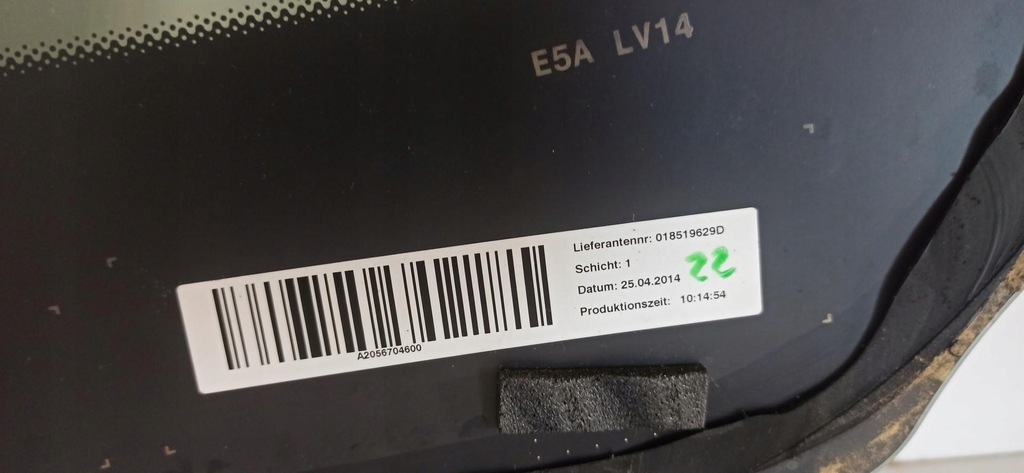 E5A LV14
Lieferantennr: 018519629D
Schicht: 1
Datum: 25.04.2014
Produktionszeit: 10:14:54
22
A2056704600